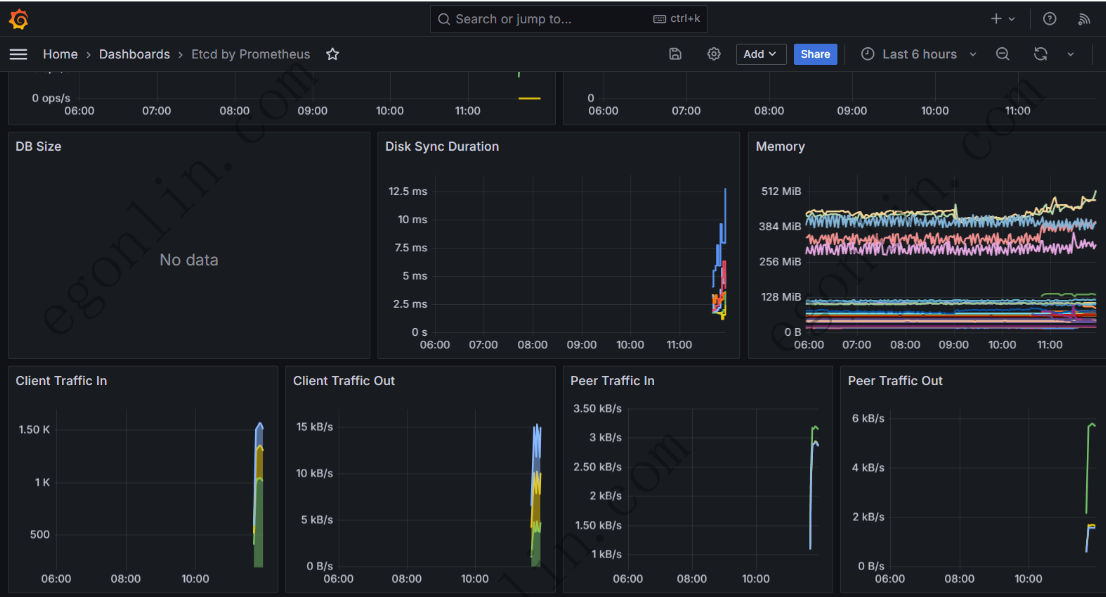 Search or jump to... ctrl+k
Home › Dashboards › Etcd by Prometheus Add Share Last 6 hours
0 ops/s
06:00 07:00 08:00 09:00 10:00 11:00
0
06:00 07:00 08:00 09:00 10:00 11:00
DB Size
No data
Disk Sync Duration
12.5 ms
10 ms
7.5 ms
5 ms
2.5 ms
0 s
06:00 07:00 08:00 09:00 10:00 11:00
Memory
512 MiB
384 MiB
256 MiB
128 MiB
0 B
06:00 07:00 08:00 09:00 10:00 11:00
Client Traffic In
1.50 K
1 K
500
06:00 08:00 10:00
Client Traffic Out
15 kB/s
10 kB/s
5 kB/s
0 B/s
06:00 08:00 10:00
Peer Traffic In
3.50 kB/s
3 kB/s
2.50 kB/s
2 kB/s
1.50 kB/s
1 kB/s
06:00 08:00 10:00
Peer Traffic Out
6 kB/s
4 kB/s
2 kB/s
0 B/s
06:00 08:00 10:00
egonlin.com
egonlin.com
lin.com